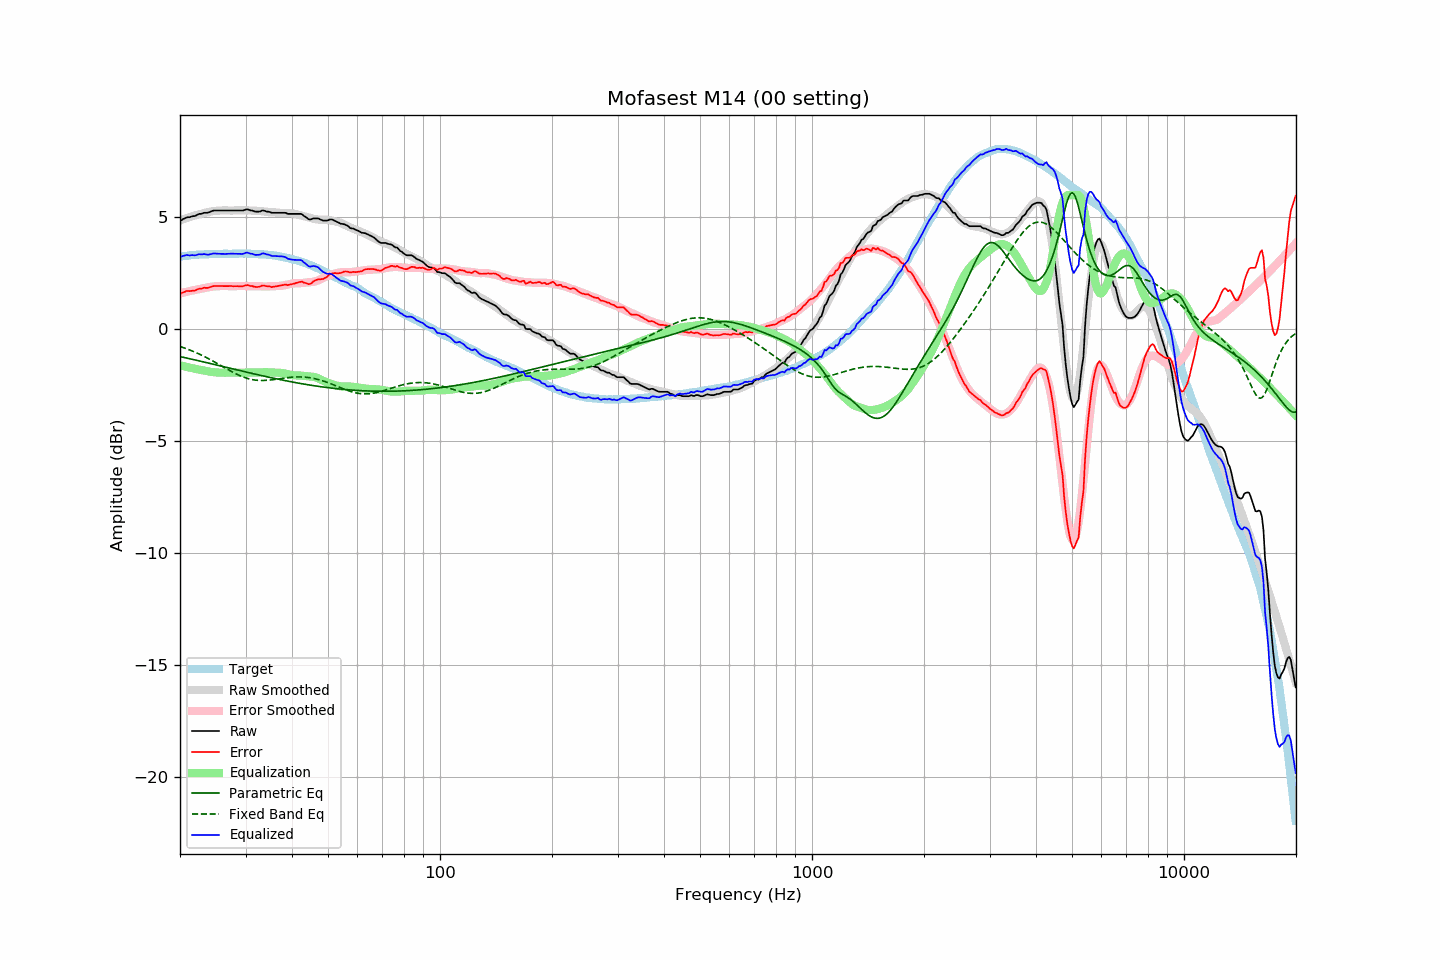 Mofasest M14 (00 setting)
Amplitude (dBr)
5
0
−5
−10
−15
−20
Target
Raw Smoothed
Error Smoothed
Raw
Error
Equalization
Parametric Eq
Fixed Band Eq
Equalized
100
1000
10000
Frequency (Hz)